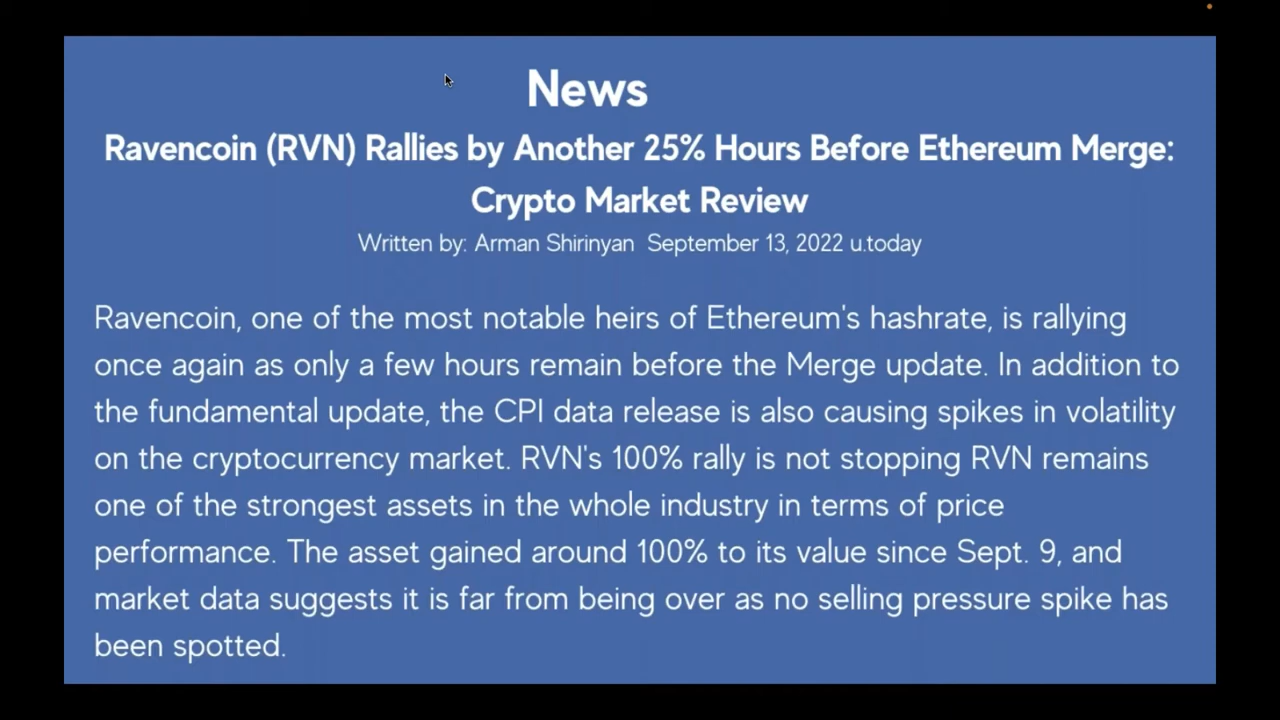 News
Ravencoin (RVN) Rallies by Another 25% Hours Before Ethereum Merge:
Crypto Market Review
Written by: Arman Shirinyan  September 13, 2022 u.today
Ravencoin, one of the most notable heirs of Ethereum's hashrate, is rallying
once again as only a few hours remain before the Merge update. In addition to
the fundamental update, the CPI data release is also causing spikes in volatility
on the cryptocurrency market. RVN's 100% rally is not stopping RVN remains
one of the strongest assets in the whole industry in terms of price
performance. The asset gained around 100% to its value since Sept. 9, and
market data suggests it is far from being over as no selling pressure spike has
been spotted.